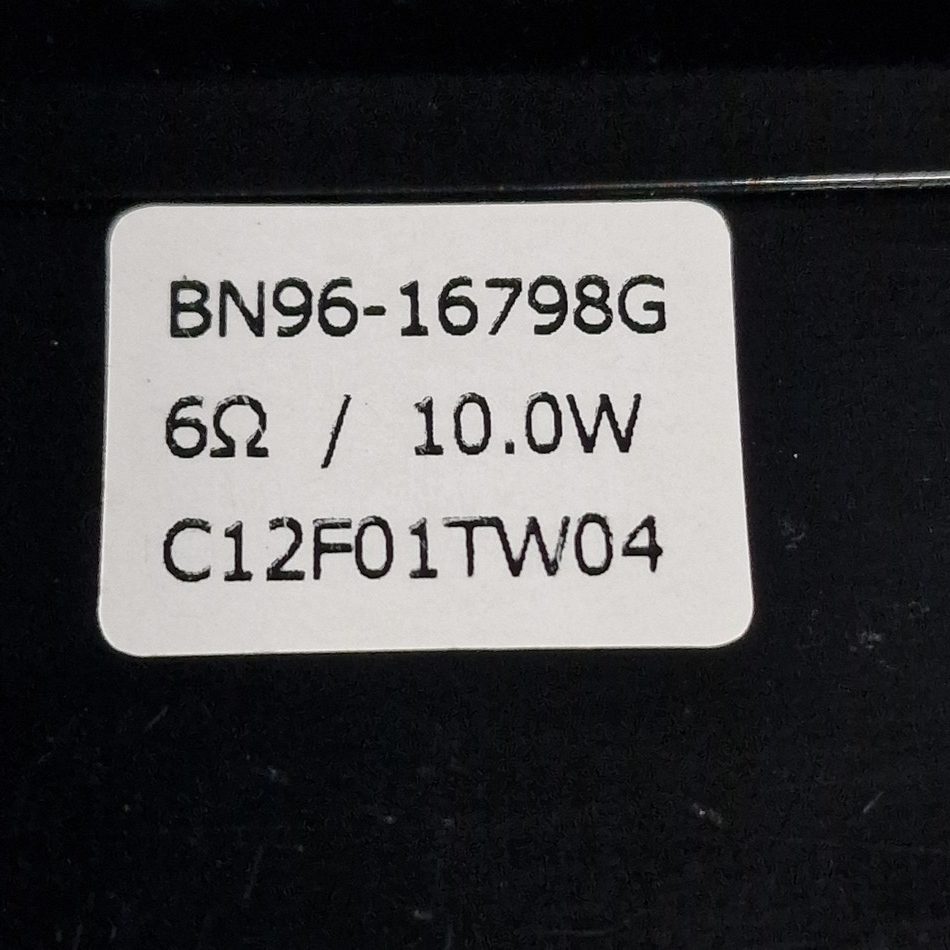 BN96-16798G
6Ω / 10.0W
C12F01TW04